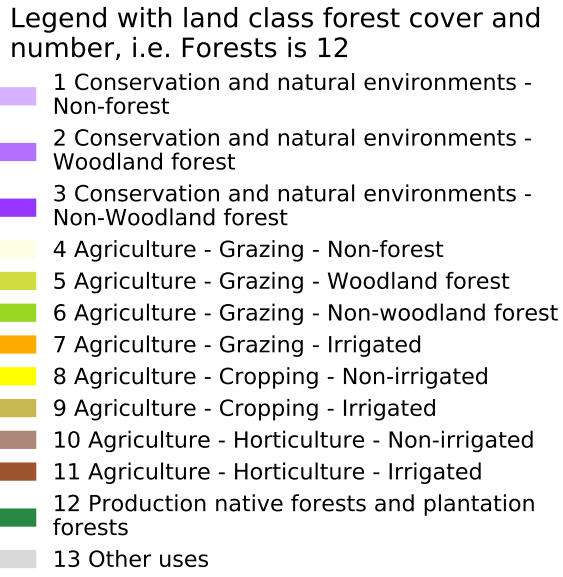 Legend with land class forest cover and
number, i.e. Forests is 12
1 Conservation and natural environments -
Non-forest
2 Conservation and natural environments -
Woodland forest
3 Conservation and natural environments -
Non-Woodland forest
4 Agriculture - Grazing - Non-forest
5 Agriculture - Grazing - Woodland forest
6 Agriculture - Grazing - Non-woodland forest
7 Agriculture - Grazing - Irrigated
8 Agriculture - Cropping - Non-irrigated
9 Agriculture - Cropping - Irrigated
10 Agriculture - Horticulture - Non-irrigated
11 Agriculture - Horticulture - Irrigated
12 Production native forests and plantation
forests
13 Other uses